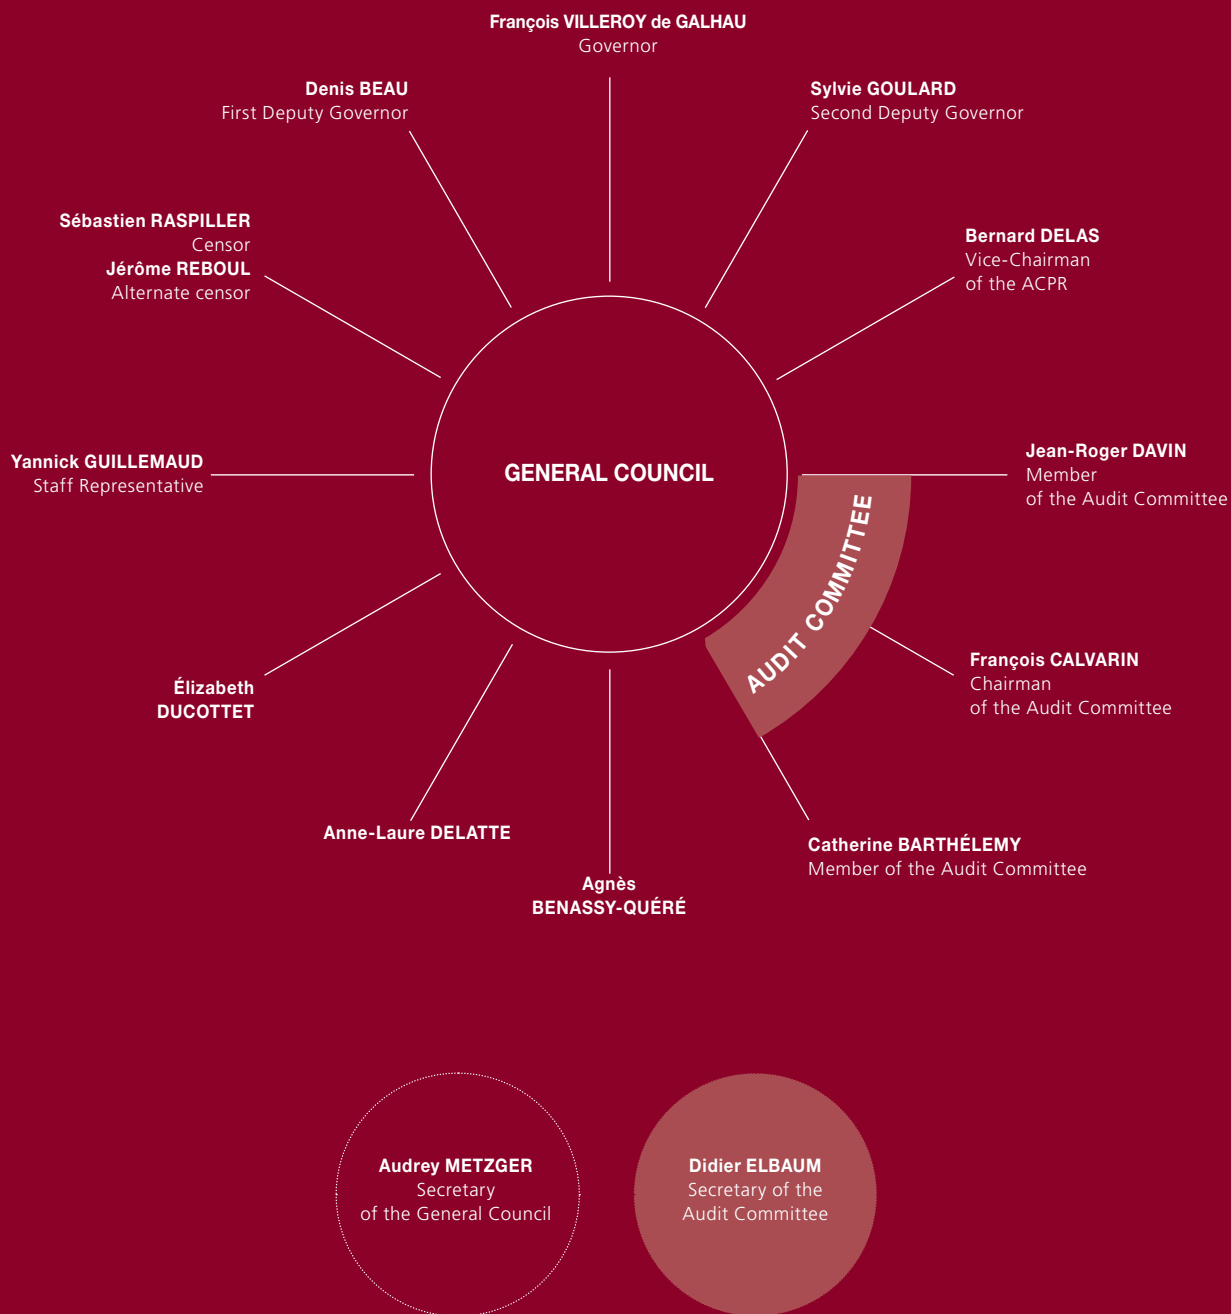 François VILLEROY de GALHAU
Governor
Denis BEAU
First Deputy Governor
Sylvie GOULARD
Second Deputy Governor
Sébastien RASPILLER
Censor
Jérôme REBOUL
Alternate censor
Bernard DELAS
Vice-Chairman
of the ACPR
Yannick GUILLEMAUD
Staff Representative
GENERAL COUNCIL
Jean-Roger DAVIN
Member
of the Audit Committee
AUDIT COMMITTEE
François CALVARIN
Chairman
of the Audit Committee
Élizabeth
DUCOTTET
Anne-Laure DELATTE
Agnès
BENASSY-QUÉRÉ
Catherine BARTHÉLEMY
Member of the Audit Committee
Audrey METZGER
Secretary
of the General Council
Didier ELBAUM
Secretary of the
Audit Committee